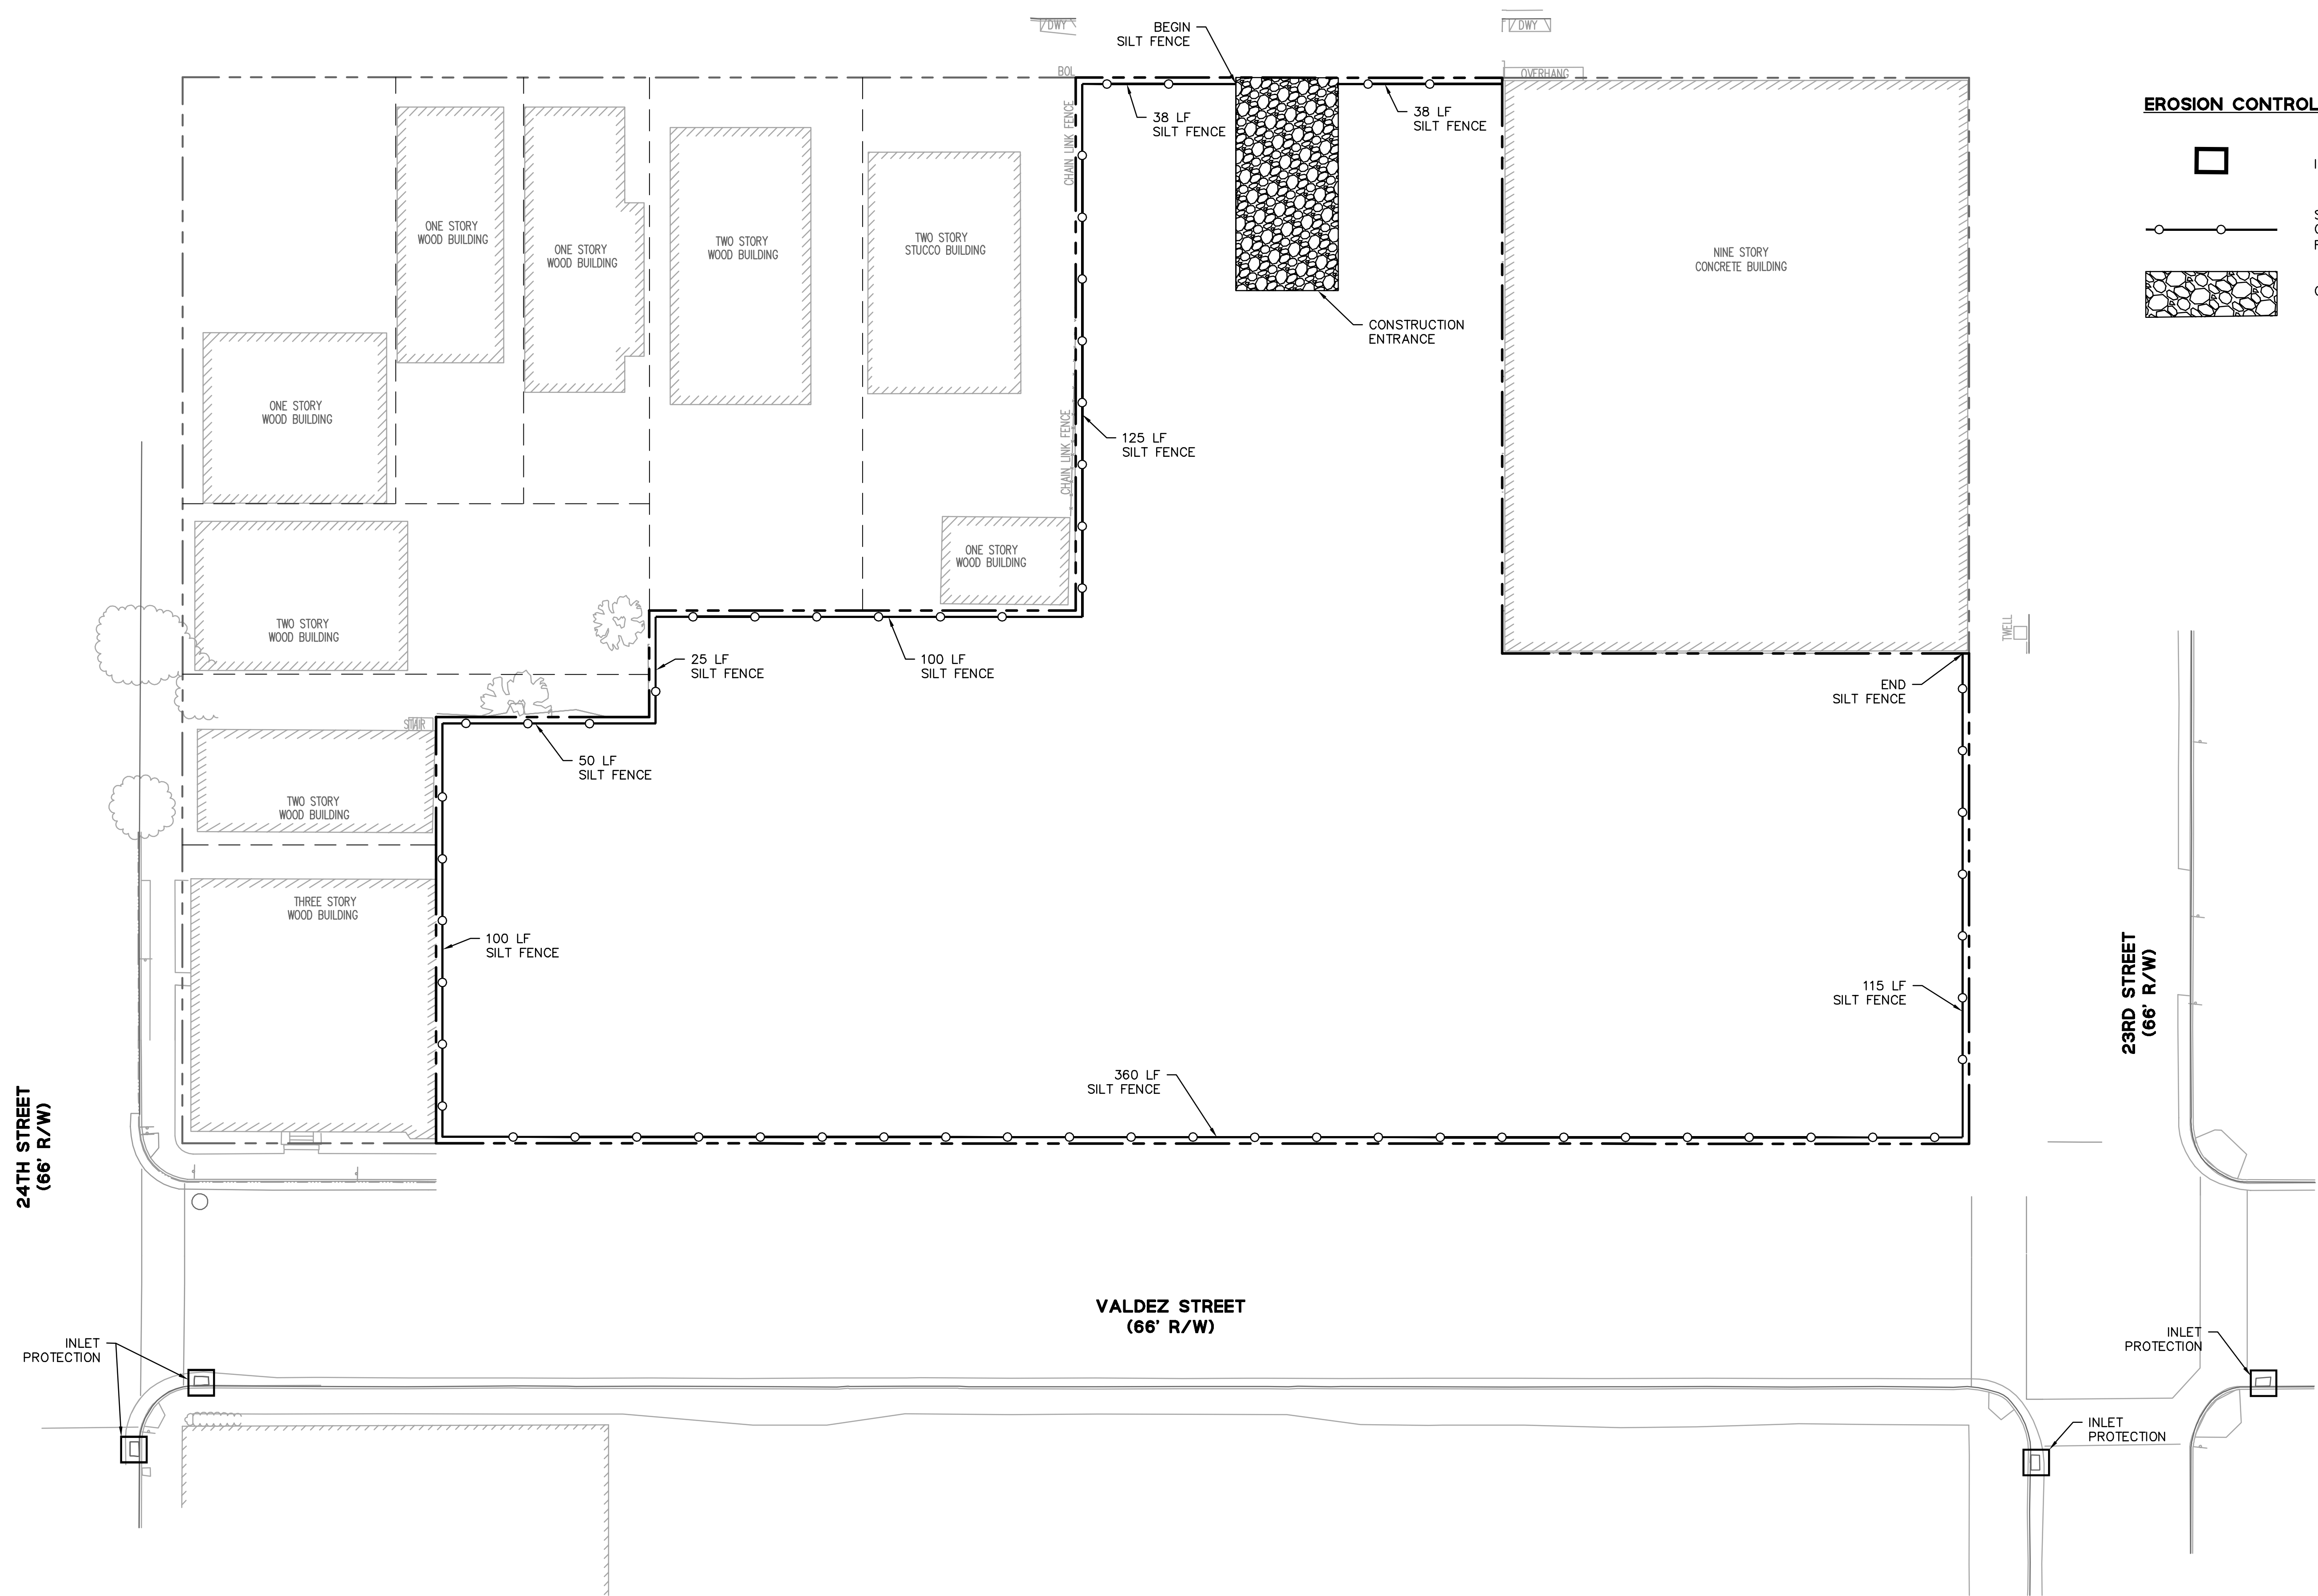 DWY
DWY
BEGIN
SILT FENCE
BOL
OVERHANG
EROSION CONTROL
38 LF
SILT FENCE
38 LF
SILT FENCE
CHAIN LINK FENCE
ONE STORY
WOOD BUILDING
ONE STORY
WOOD BUILDING
TWO STORY
WOOD BUILDING
TWO STORY
STUCCO BUILDING
NINE STORY
CONCRETE BUILDING
CONSTRUCTION
ENTRANCE
ONE STORY
WOOD BUILDING
CHAIN LINK FENCE
125 LF
SILT FENCE
ONE STORY
WOOD BUILDING
TWO STORY
WOOD BUILDING
TWELL
25 LF
SILT FENCE
100 LF
SILT FENCE
END
SILT FENCE
50 LF
SILT FENCE
TWO STORY
WOOD BUILDING
THREE STORY
WOOD BUILDING
100 LF
SILT FENCE
115 LF
SILT FENCE
23RD STREET
(66' R/W)
360 LF
SILT FENCE
24TH STREET
(66' R/W)
VALDEZ STREET
(66' R/W)
INLET
PROTECTION
INLET
PROTECTION
INLET
PROTECTION